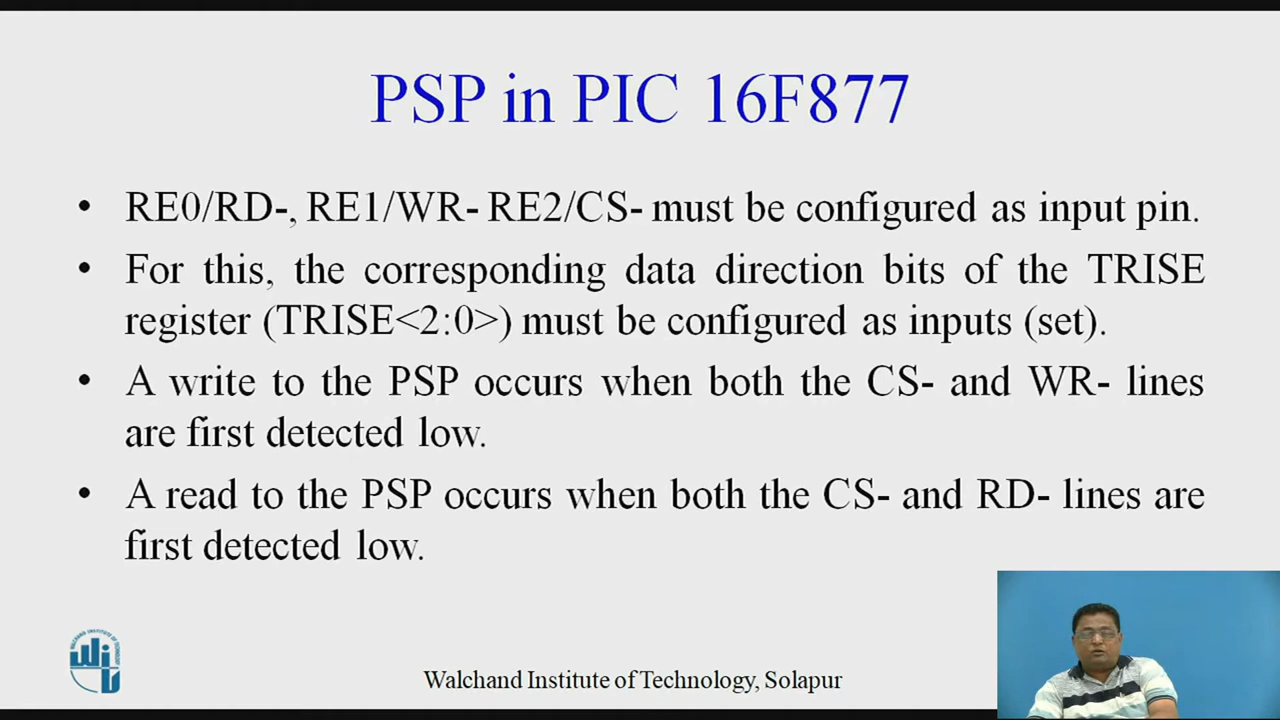 PSP in PIC 16F877
• RE0/RD-, RE1/WR- RE2/CS- must be configured as input pin.
• For this, the corresponding data direction bits of the TRISE
register (TRISE<2:0>) must be configured as inputs (set).
• A write to the PSP occurs when both the CS- and WR- lines
are first detected low.
• A read to the PSP occurs when both the CS- and RD- lines are
first detected low.
Walchand Institute of Technology, Solapur